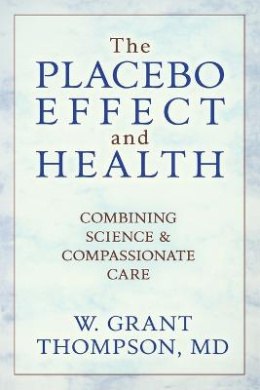 The
PLACEBO
EFFECT
and
HEALTH
COMBINING
SCIENCE &
COMPASSIONATE
CARE
W. GRANT
THOMPSON, MD